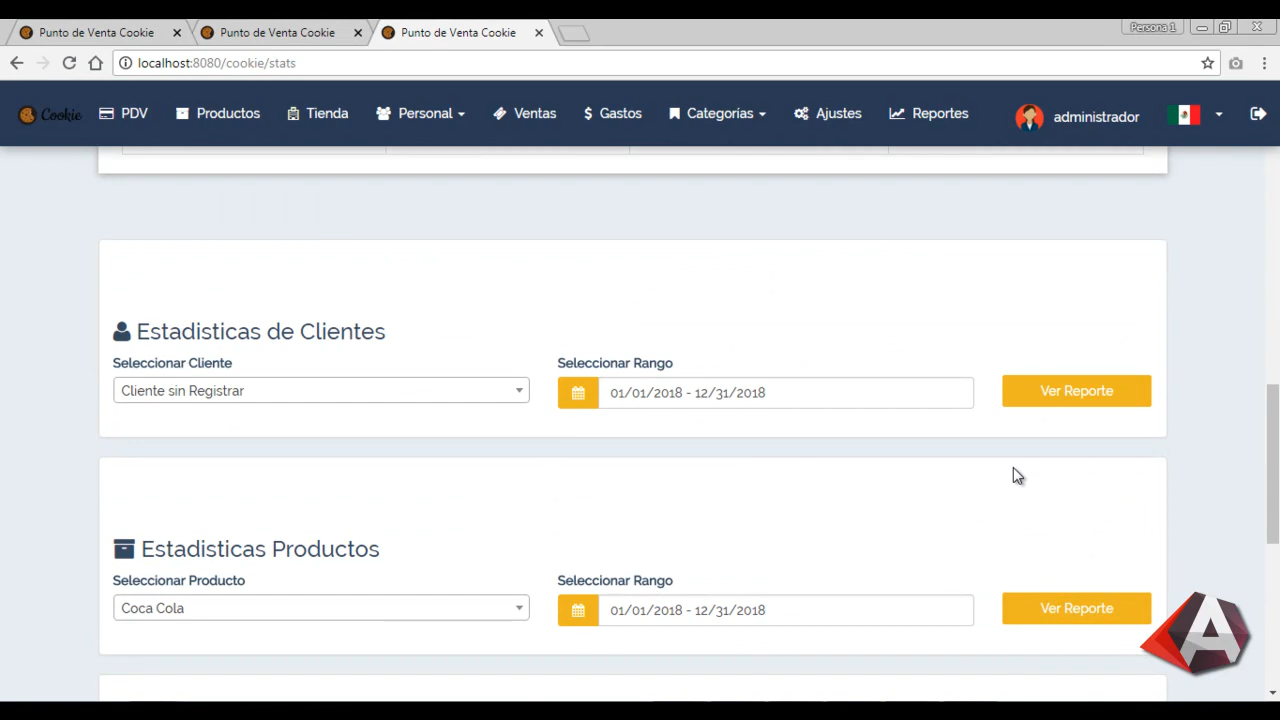 Punto de Venta Cookie Punto de Venta Cookie Punto de Venta Cookie Persona 1
localhost:8080/cookie/stats
Cookie PDV Productos Tienda Personal Ventas $ Gastos Categorias Ajustes Reportes administrador
Estadisticas de Clientes
Seleccionar Cliente Seleccionar Rango
Cliente sin Registrar 01/01/2018 - 12/31/2018 Ver Reporte
Estadisticas Productos
Seleccionar Producto Seleccionar Rango
Coca Cola 01/01/2018 - 12/31/2018 Ver Reporte
A